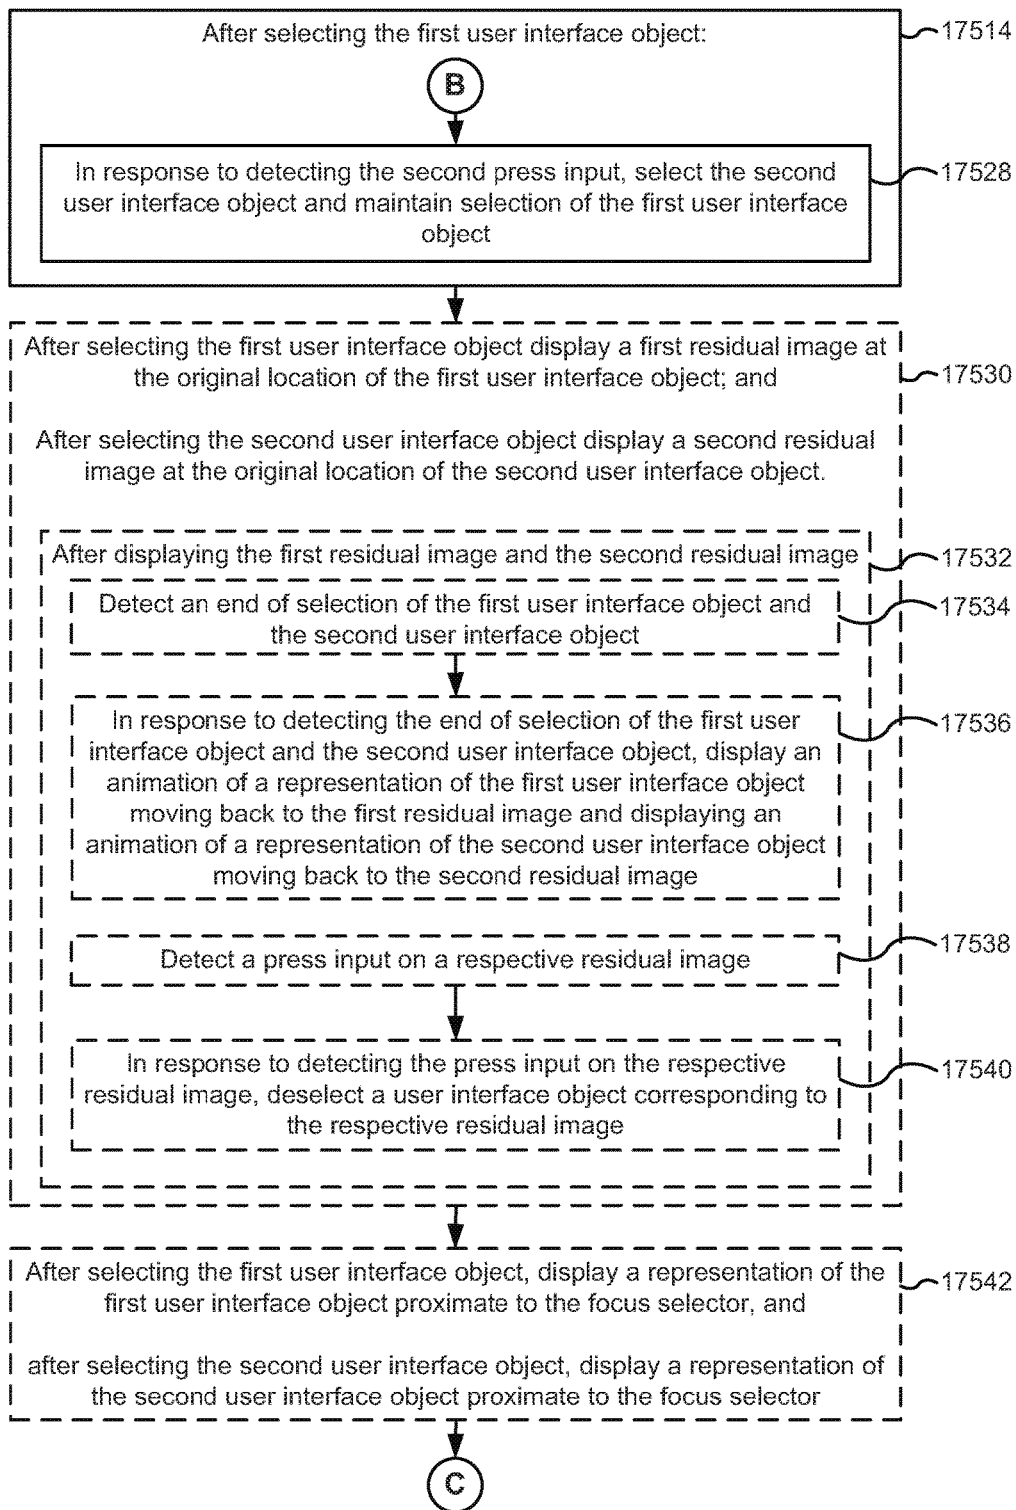 After selecting the first user interface object:
17514
B
In response to detecting the second press input, select the second
user interface object and maintain selection of the first user interface
object
17528
After selecting the first user interface object display a first residual image at
the original location of the first user interface object; and
17530
After selecting the second user interface object display a second residual
image at the original location of the second user interface object.
After displaying the first residual image and the second residual image
17532
Detect an end of selection of the first user interface object and
the second user interface object
17534
In response to detecting the end of selection of the first user
interface object and the second user interface object, display an
animation of a representation of the first user interface object
moving back to the first residual image and displaying an
animation of a representation of the second user interface object
moving back to the second residual image
17536
Detect a press input on a respective residual image
17538
In response to detecting the press input on the respective
residual image, deselect a user interface object corresponding to
the respective residual image
17540
After selecting the first user interface object, display a representation of the
first user interface object proximate to the focus selector, and
17542
after selecting the second user interface object, display a representation of
the second user interface object proximate to the focus selector
C